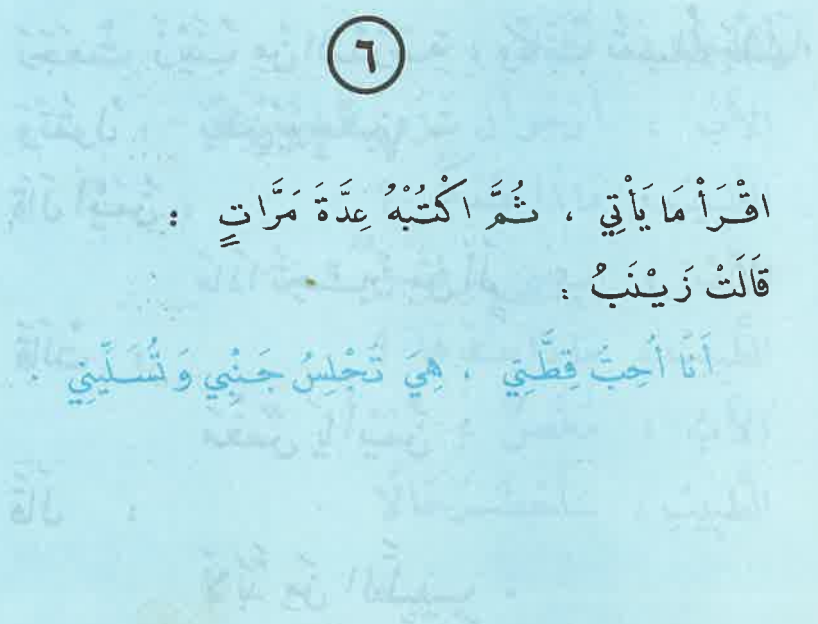 ٦
اقْرَأْ مَا يَأْتِي ، ثُمَّ اكْتُبْهُ عِدَّةَ مَرَّاتٍ :
قَالَتْ زَيْنَبُ :
أَنَا أُحِبُّ قِطَّتِي ، هِيَ تَجْلِسُ جَنْبِي وَتُسَلِّينِي .